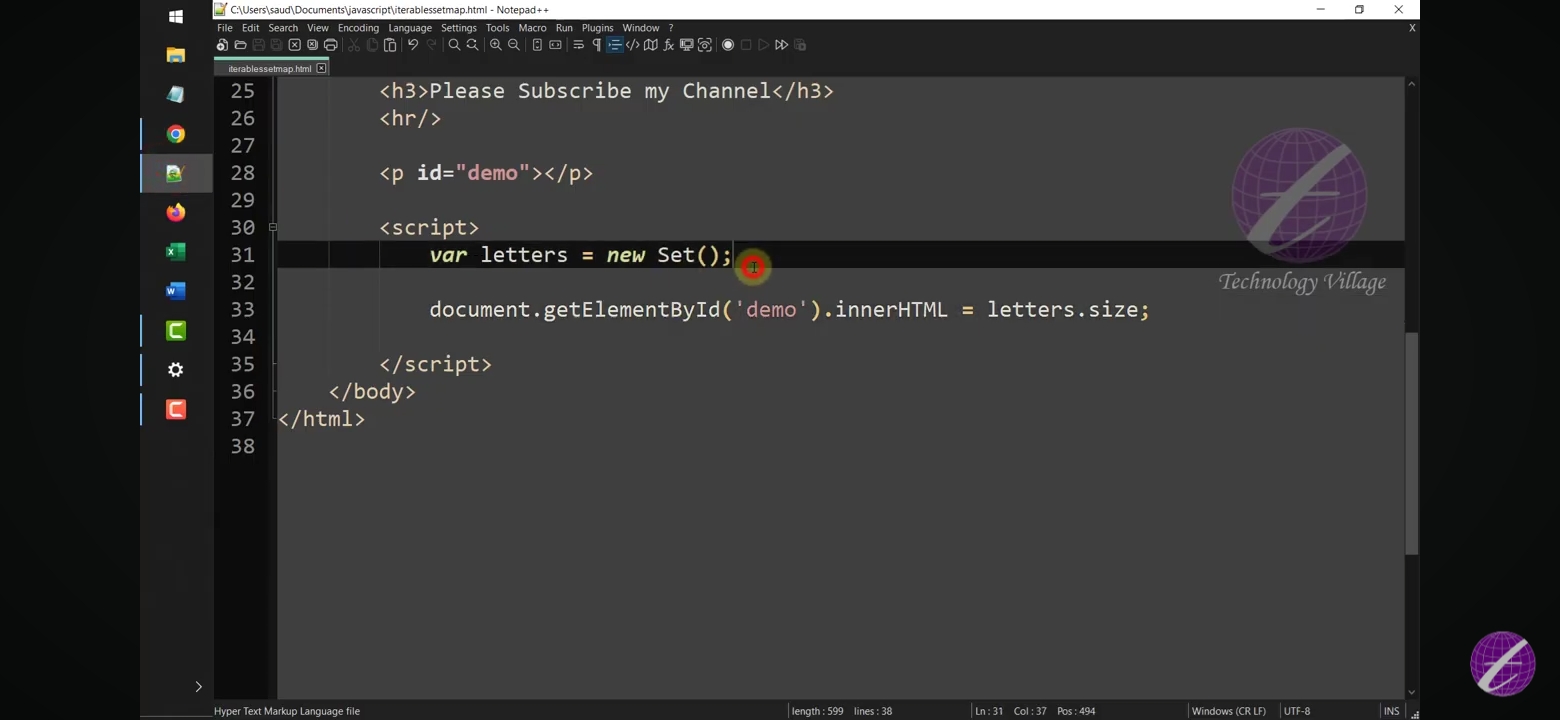 C:\Users\saud\Documents\javascript\iterablessetmap.html - Notepad++
File Edit Search View Encoding Language Settings Tools Macro Run Plugins Window ? X
iterablessetmap.html
25 <h3>Please Subscribe my Channel</h3>
26 <hr/>
27
28 <p id="demo"></p>
29
30 <script>
31 var letters = new Set();
32
33 document.getElementById('demo').innerHTML = letters.size;
34
35 </script>
36 </body>
37 </html>
38
Technology Village
Hyper Text Markup Language file length : 599 lines : 38 Ln : 31 Col : 37 Pos : 494 Windows (CR LF) UTF-8 INS